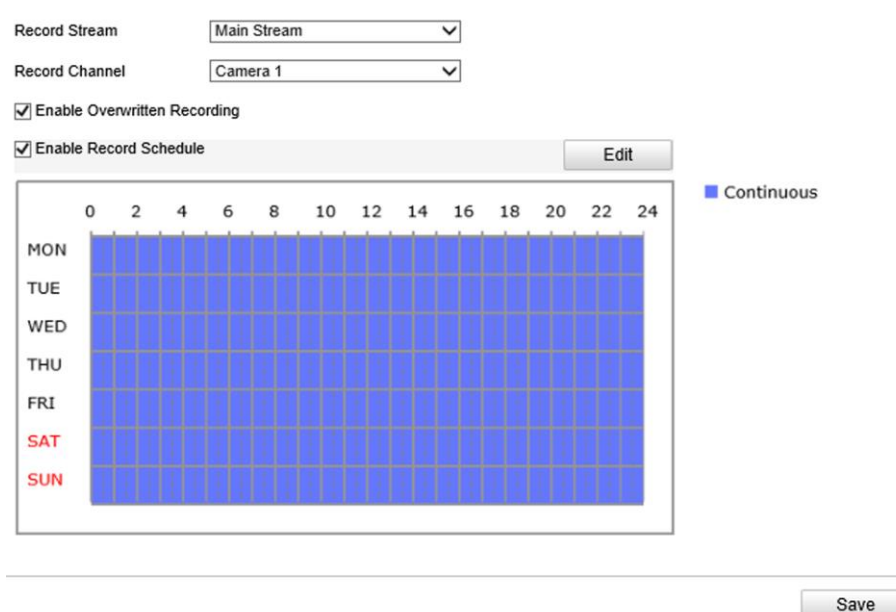 Record Stream Main Stream
Record Channel Camera 1
Enable Overwritten Recording
Enable Record Schedule Edit
Continuous
0 2 4 6 8 10 12 14 16 18 20 22 24
MON
TUE
WED
THU
FRI
SAT
SUN
Save